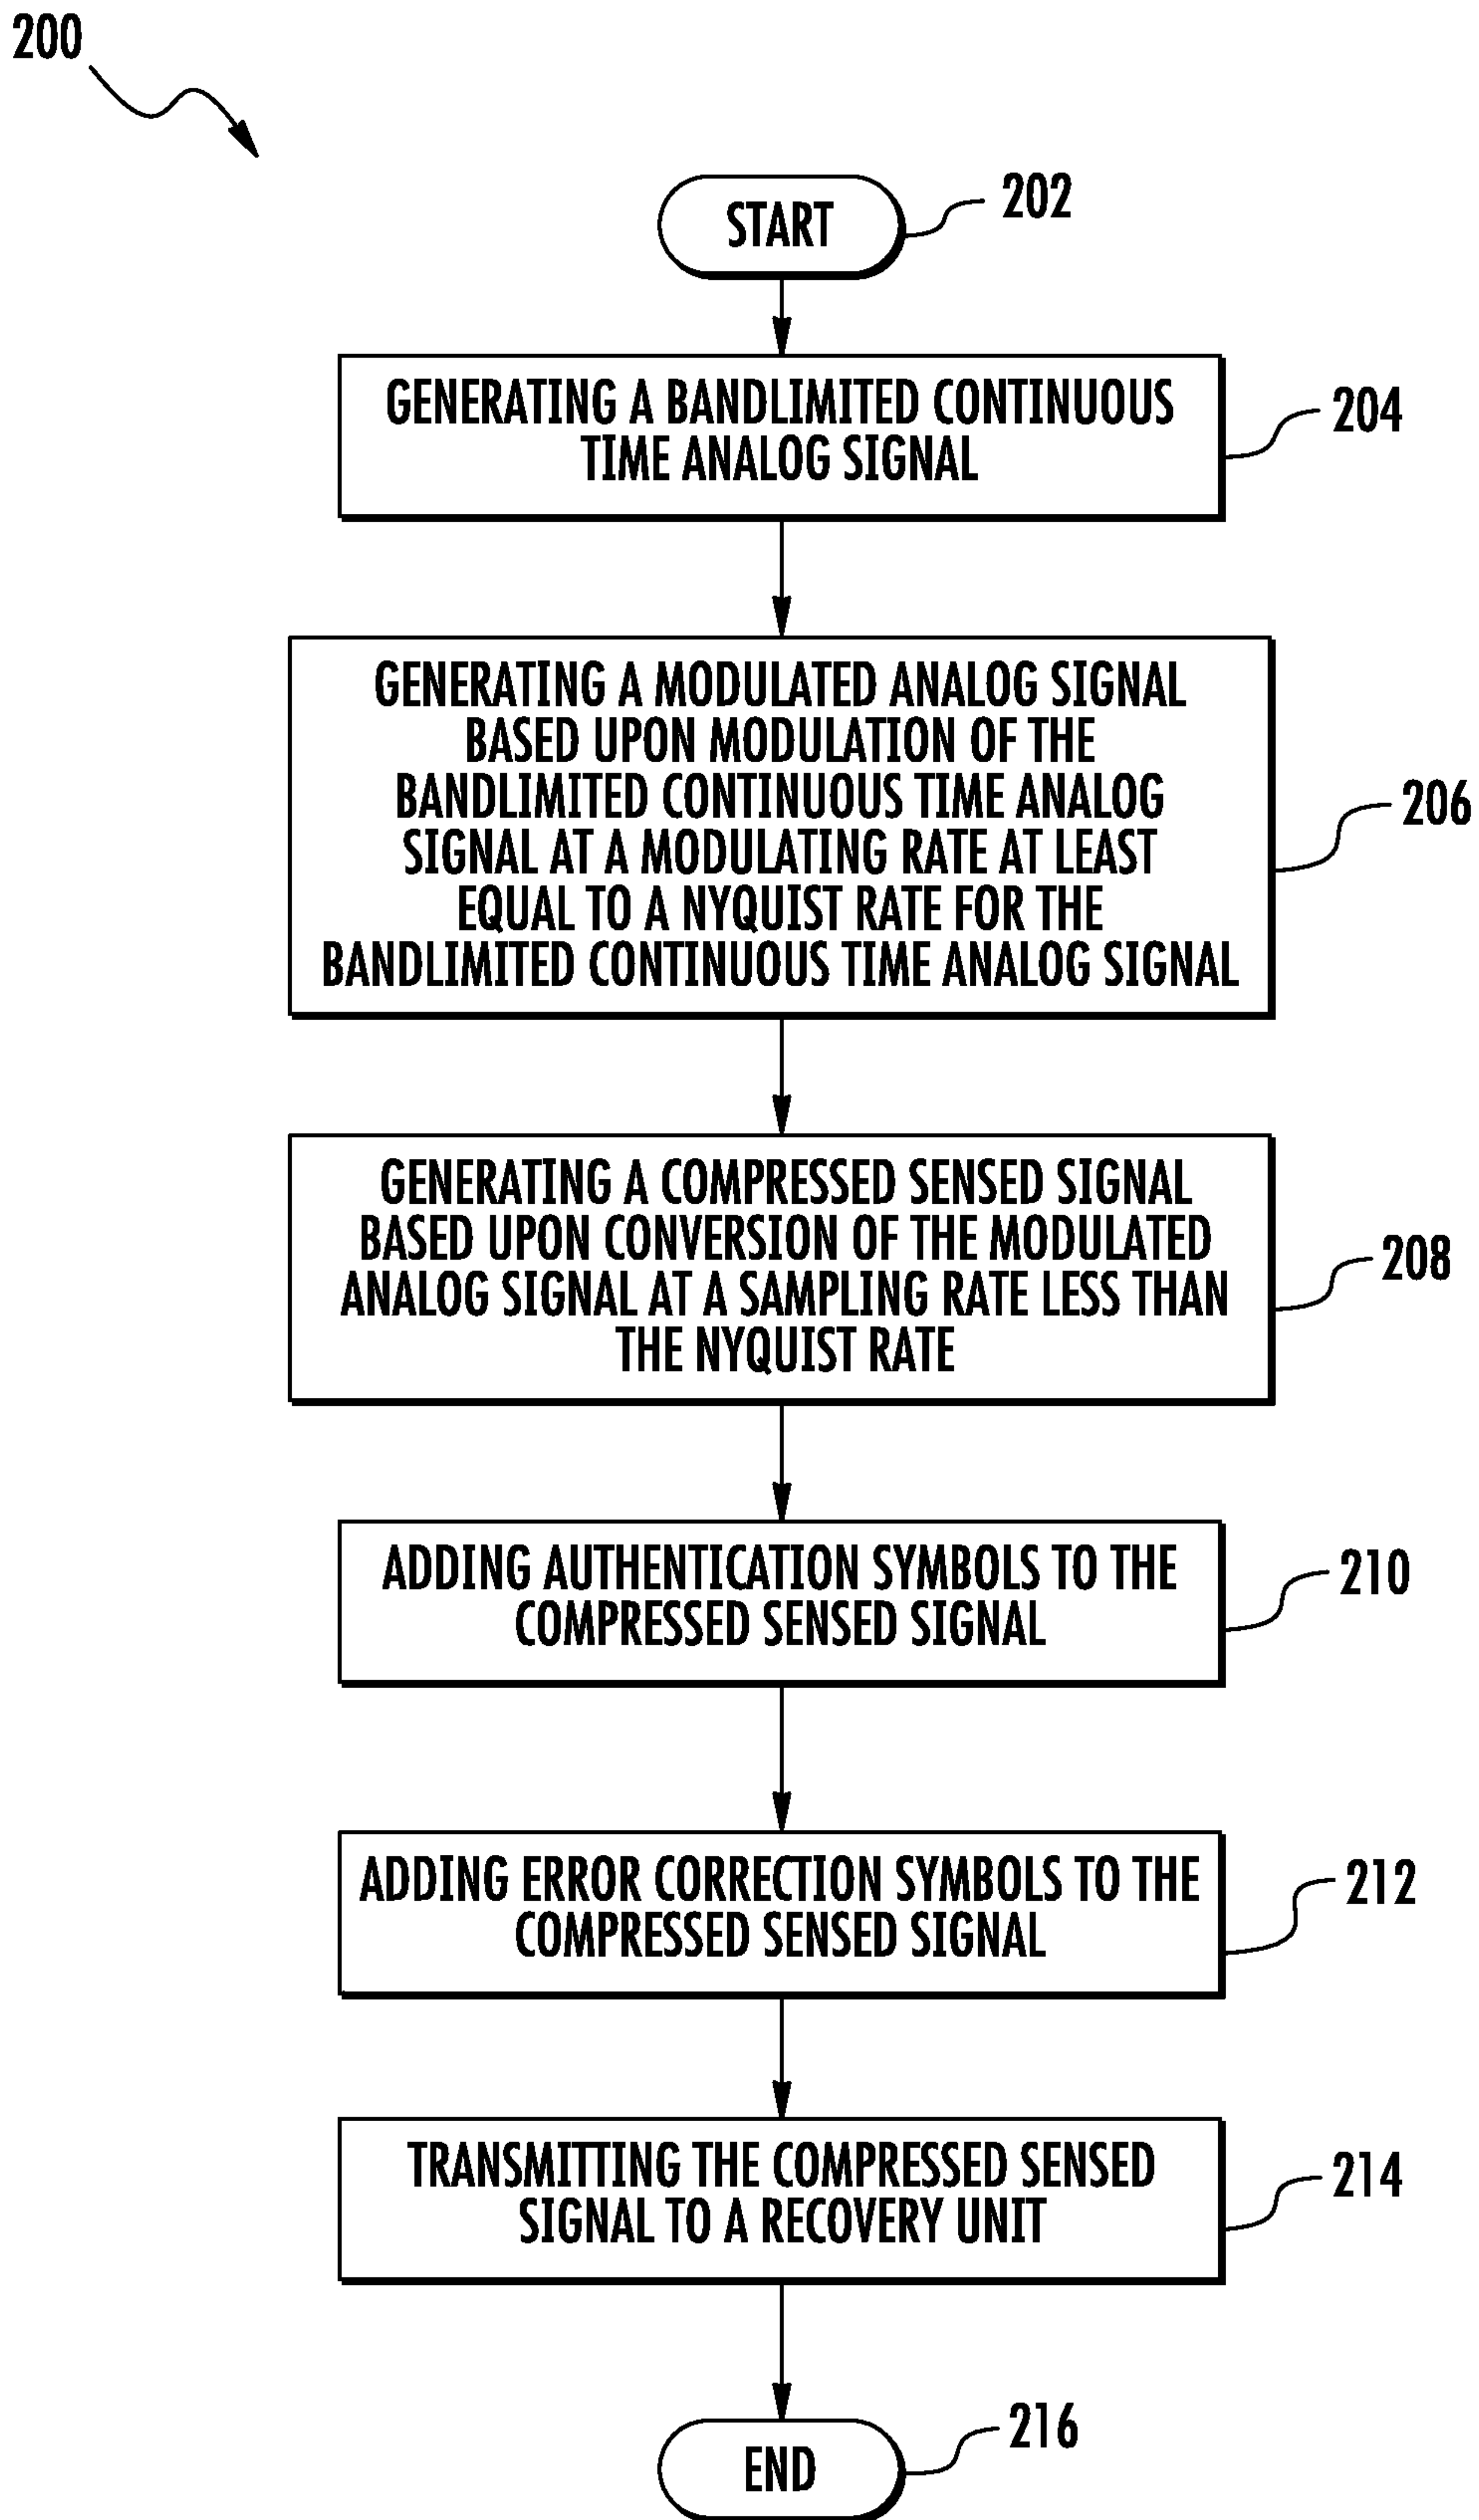 200
START
202
GENERATING A BANDLIMITED CONTINUOUS
TIME ANALOG SIGNAL
204
GENERATING A MODULATED ANALOG SIGNAL
BASED UPON MODULATION OF THE
BANDLIMITED CONTINUOUS TIME ANALOG
SIGNAL AT A MODULATING RATE AT LEAST
EQUAL TO A NYQUIST RATE FOR THE
BANDLIMITED CONTINUOUS TIME ANALOG SIGNAL
206
GENERATING A COMPRESSED SENSED SIGNAL
BASED UPON CONVERSION OF THE MODULATED
ANALOG SIGNAL AT A SAMPLING RATE LESS THAN
THE NYQUIST RATE
208
ADDING AUTHENTICATION SYMBOLS TO THE
COMPRESSED SENSED SIGNAL
210
ADDING ERROR CORRECTION SYMBOLS TO THE
COMPRESSED SENSED SIGNAL
212
TRANSMITTING THE COMPRESSED SENSED
SIGNAL TO A RECOVERY UNIT
214
END
216